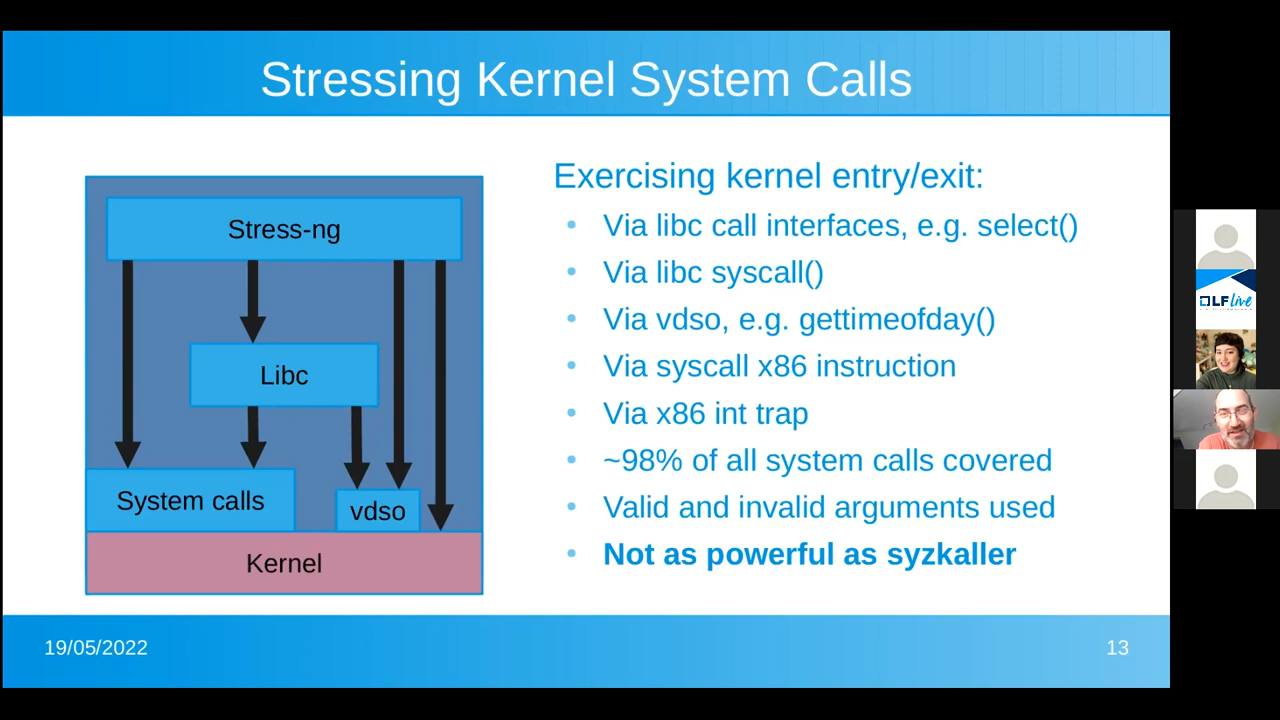 Stressing Kernel System Calls
Stress-ng
Libc
System calls
vdso
Kernel
Exercising kernel entry/exit:
• Via libc call interfaces, e.g. select()
• Via libc syscall()
• Via vdso, e.g. gettimeofday()
• Via syscall x86 instruction
• Via x86 int trap
• ~98% of all system calls covered
• Valid and invalid arguments used
• Not as powerful as syzkaller
19/05/2022
13
LF Live